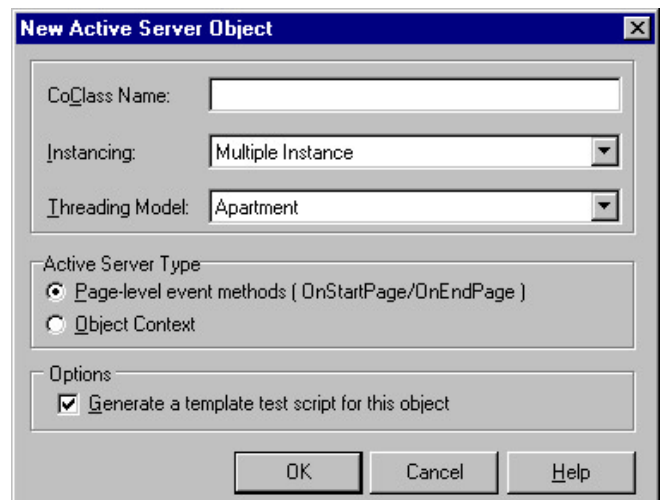 New Active Server Object
CoClass Name:
Instancing: Multiple Instance
Threading Model: Apartment
Active Server Type
Page-level event methods ( OnStartPage/OnEndPage )
Object Context
Options
Generate a template test script for this object
OK Cancel Help